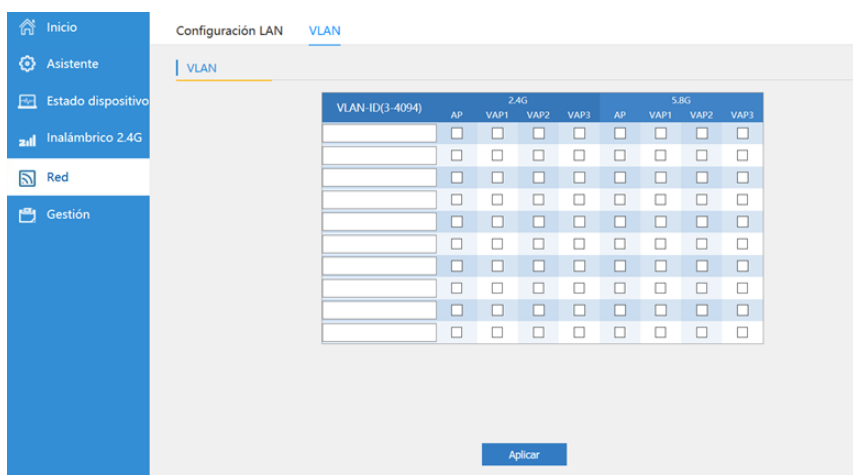 Inicio
Asistente
Estado dispositivo
Inalámbrico 2.4G
Red
Gestión
Configuración LAN VLAN
VLAN
VLAN-ID(3-4094) 2.4G 5.8G
AP VAP1 VAP2 VAP3 AP VAP1 VAP2 VAP3
Aplicar